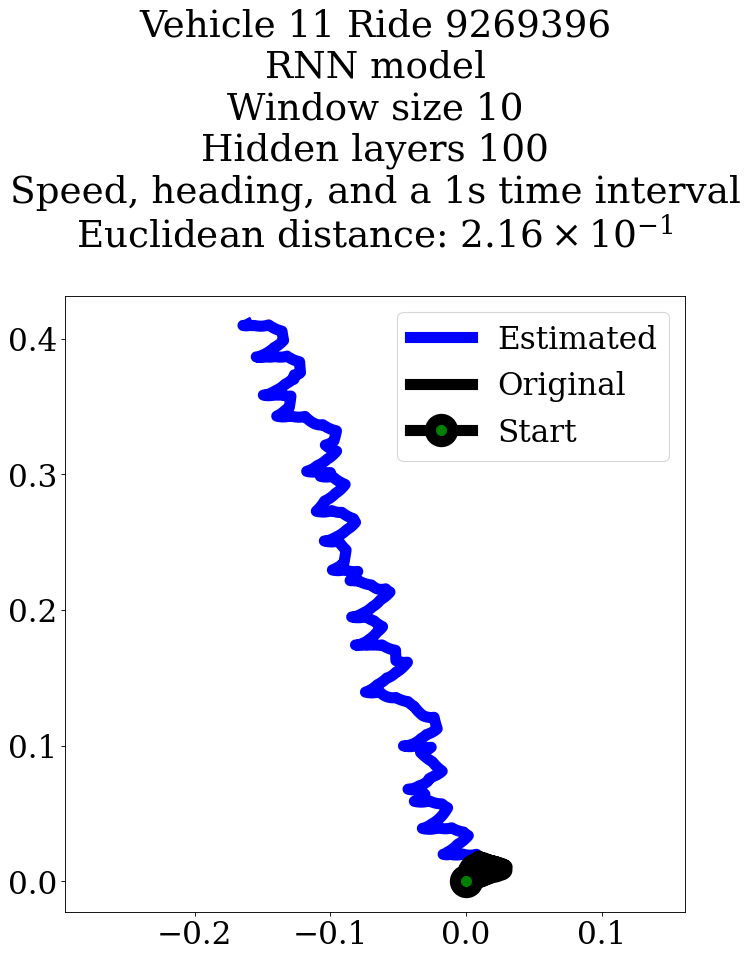 Vehicle 11 Ride 9269396
RNN model
Window size 10
Hidden layers 100
Speed, heading, and a 1s time interval
Euclidean distance: 2.16 × 10⁻¹
Estimated
Original
Start
0.4
0.3
0.2
0.1
0.0
−0.2
−0.1
0.0
0.1